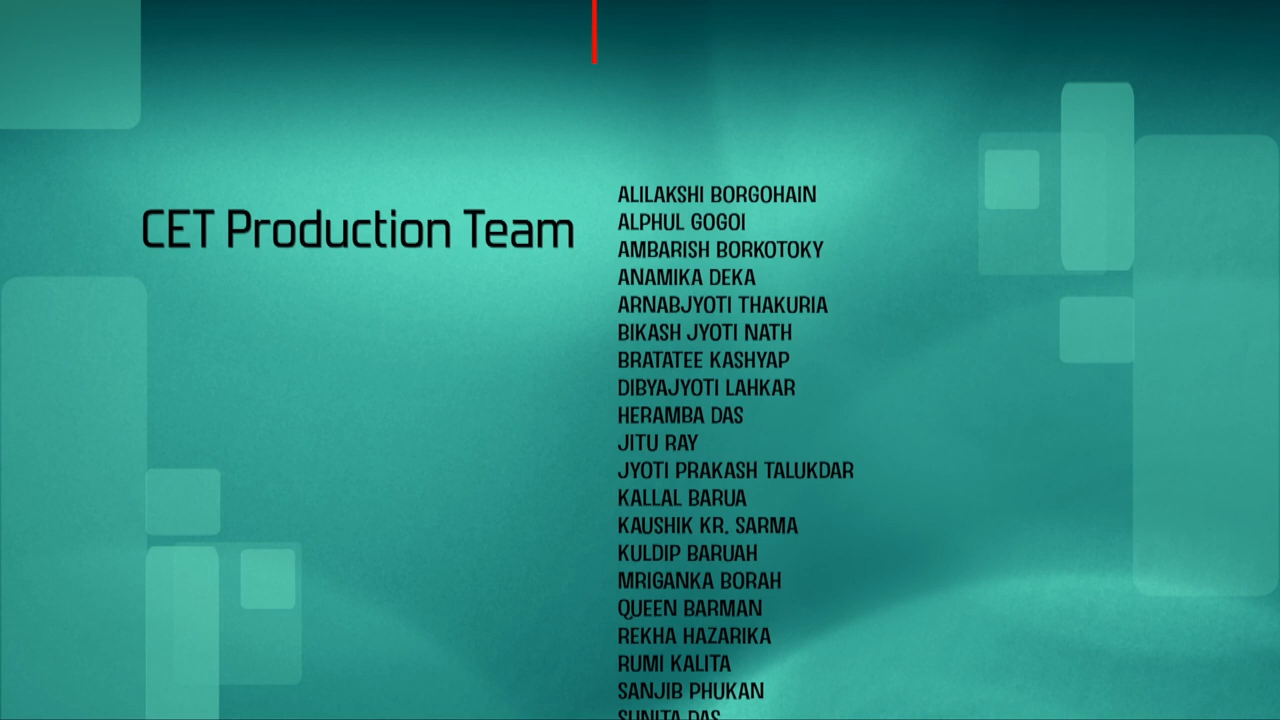 CET Production Team
ALILAKSHI BORGOHAIN
ALPHUL GOGOI
AMBARISH BORKOTOKY
ANAMIKA DEKA
ARNABJYOTI THAKURIA
BIKASH JYOTI NATH
BRATATEE KASHYAP
DIBYAJYOTI LAHKAR
HERAMBA DAS
JITU RAY
JYOTI PRAKASH TALUKDAR
KALLAL BARUA
KAUSHIK KR. SARMA
KULDIP BARUAH
MRIGANKA BORAH
QUEEN BARMAN
REKHA HAZARIKA
RUMI KALITA
SANJIB PHUKAN
SUNITA DAS